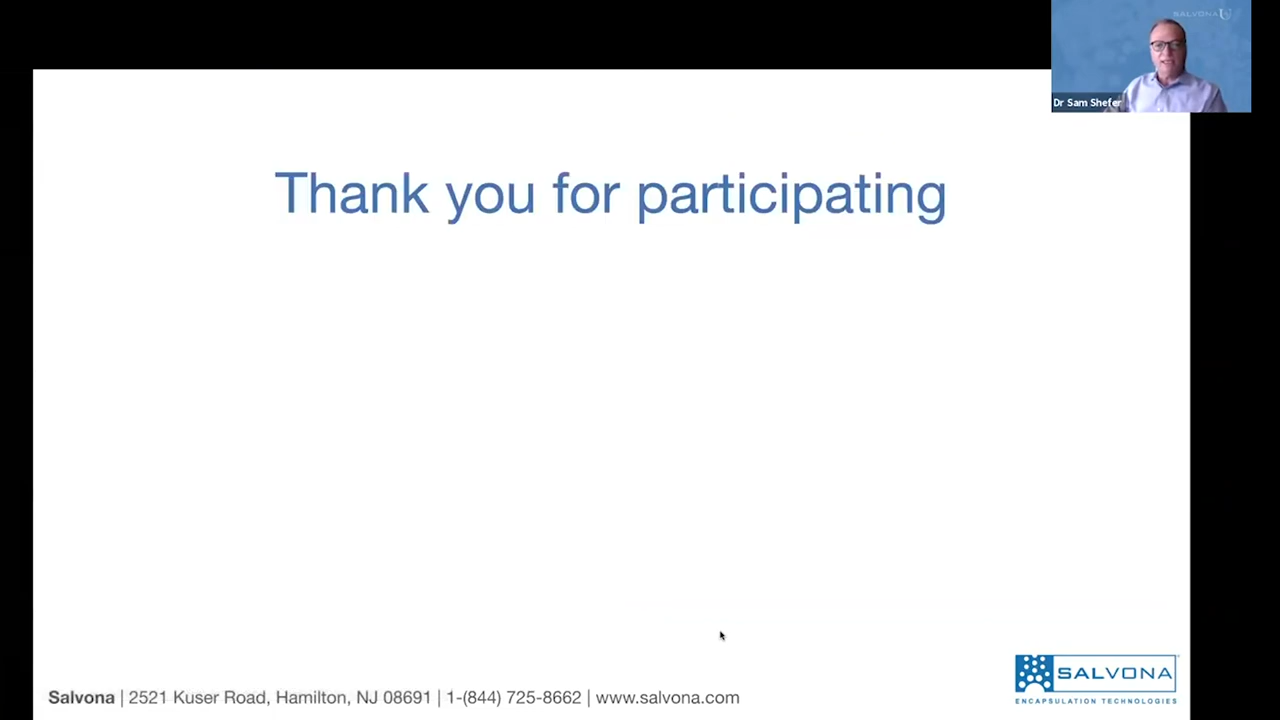 SALVONA U
Dr Sam Shefer
Thank you for participating
SALVONA
ENCAPSULATION TECHNOLOGIES
Salvona | 2521 Kuser Road, Hamilton, NJ 08691 | 1-(844) 725-8662 | www.salvona.com